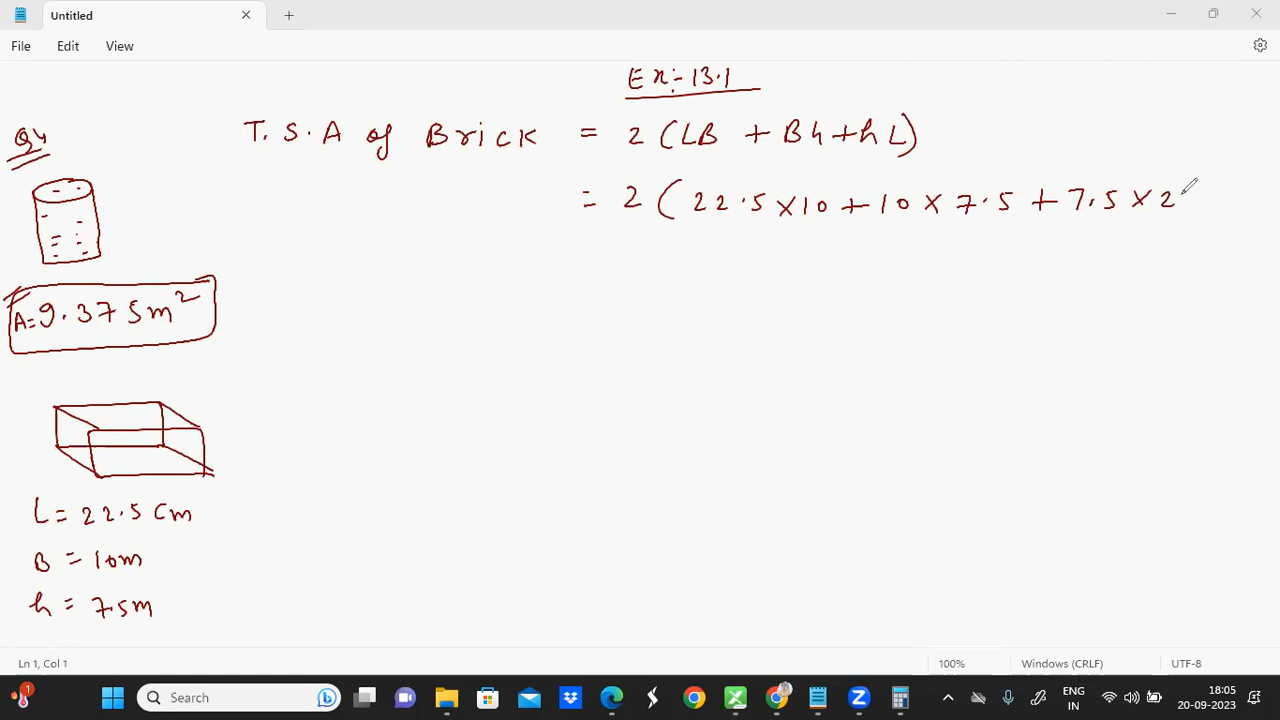 Untitled
File Edit View
Ex:- 13.1
Q4
T.S.A of Brick = 2 (LB + Bh + hL)
= 2 ( 22.5 × 10 + 10 × 7.5 + 7.5 × 2
A = 9.375 m²
L = 22.5 Cm
B = 10m
h = 7.5m
Ln 1, Col 1 100% Windows (CRLF) UTF-8
1 Search ENG IN 18:05 20-09-2023